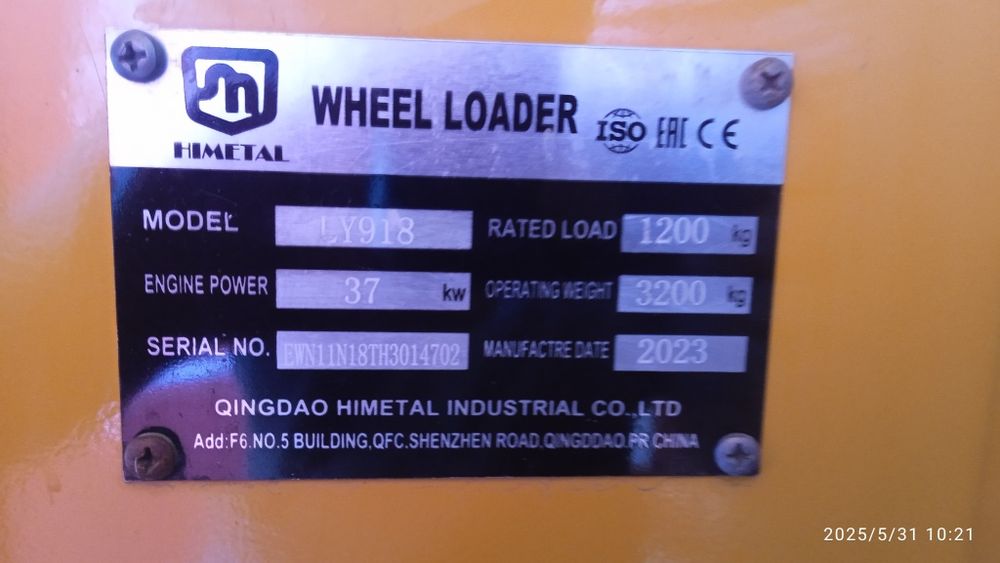 HIMETAL
WHEEL LOADER
ISO EAC CE
MODEL LY918
RATED LOAD 1200 kg
ENGINE POWER 37 kw
OPERATING WEIGHT 3200 kg
SERIAL NO. EWN11N18TH3014702
MANUFACTRE DATE 2023
QINGDAO HIMETAL INDUSTRIAL CO.,LTD
Add:F6.NO.5 BUILDING,QFC.SHENZHEN ROAD,QINGDDAO.PR CHINA
2025/5/31 10:21